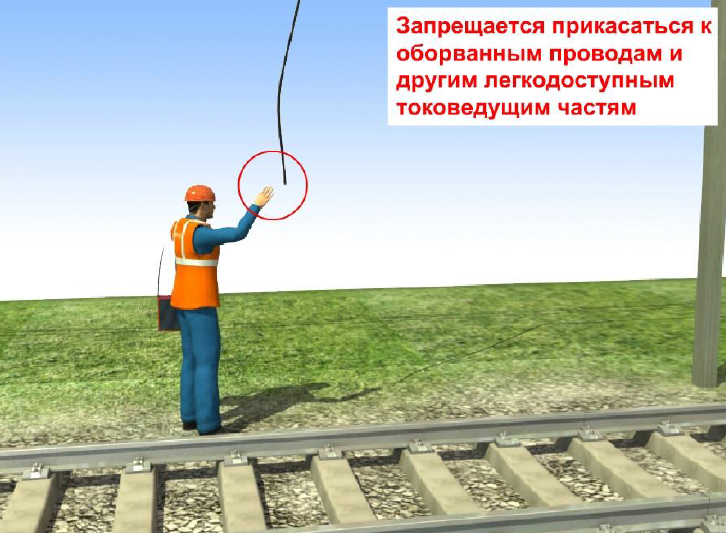 Запрещается прикасаться к
оборванным проводам и
другим легкодоступным
токоведущим частям